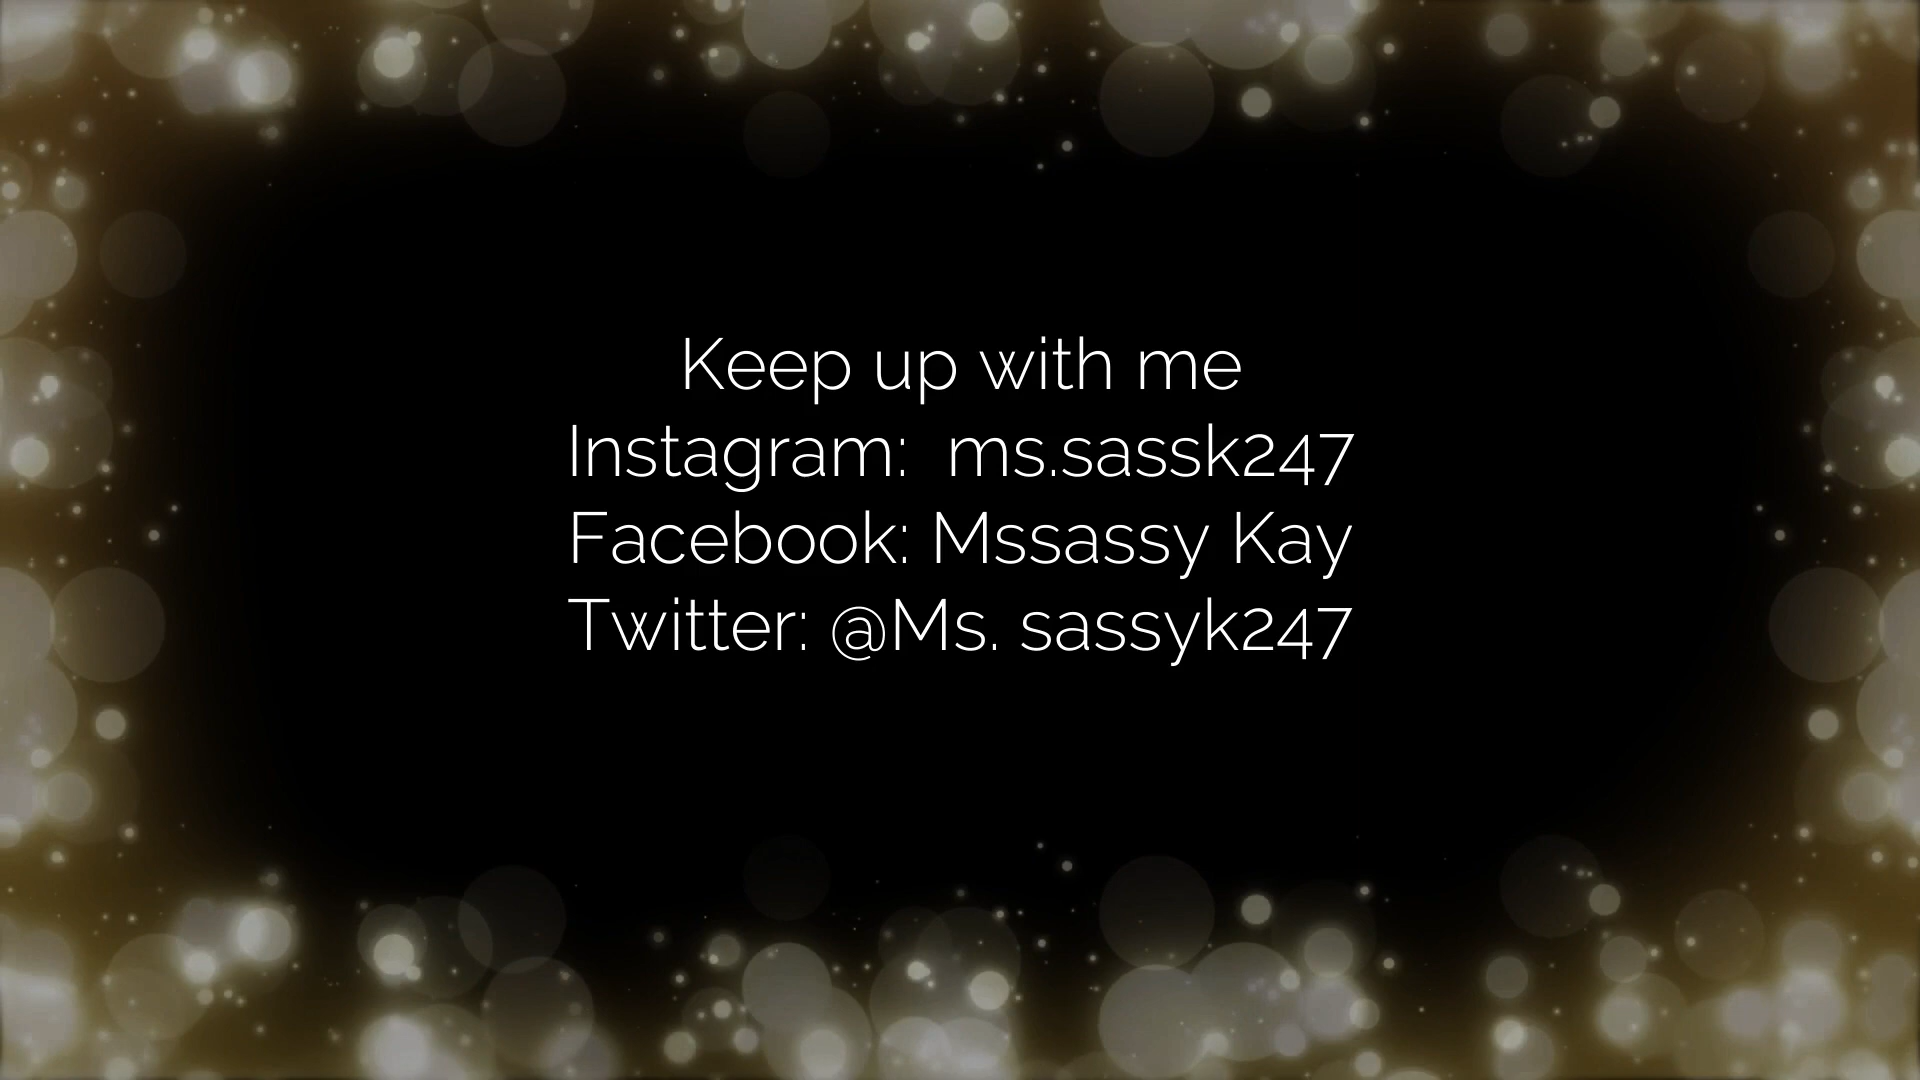 Keep up with me
Instagram:  ms.sassk247
Facebook: Mssassy Kay
Twitter: @Ms. sassyk247